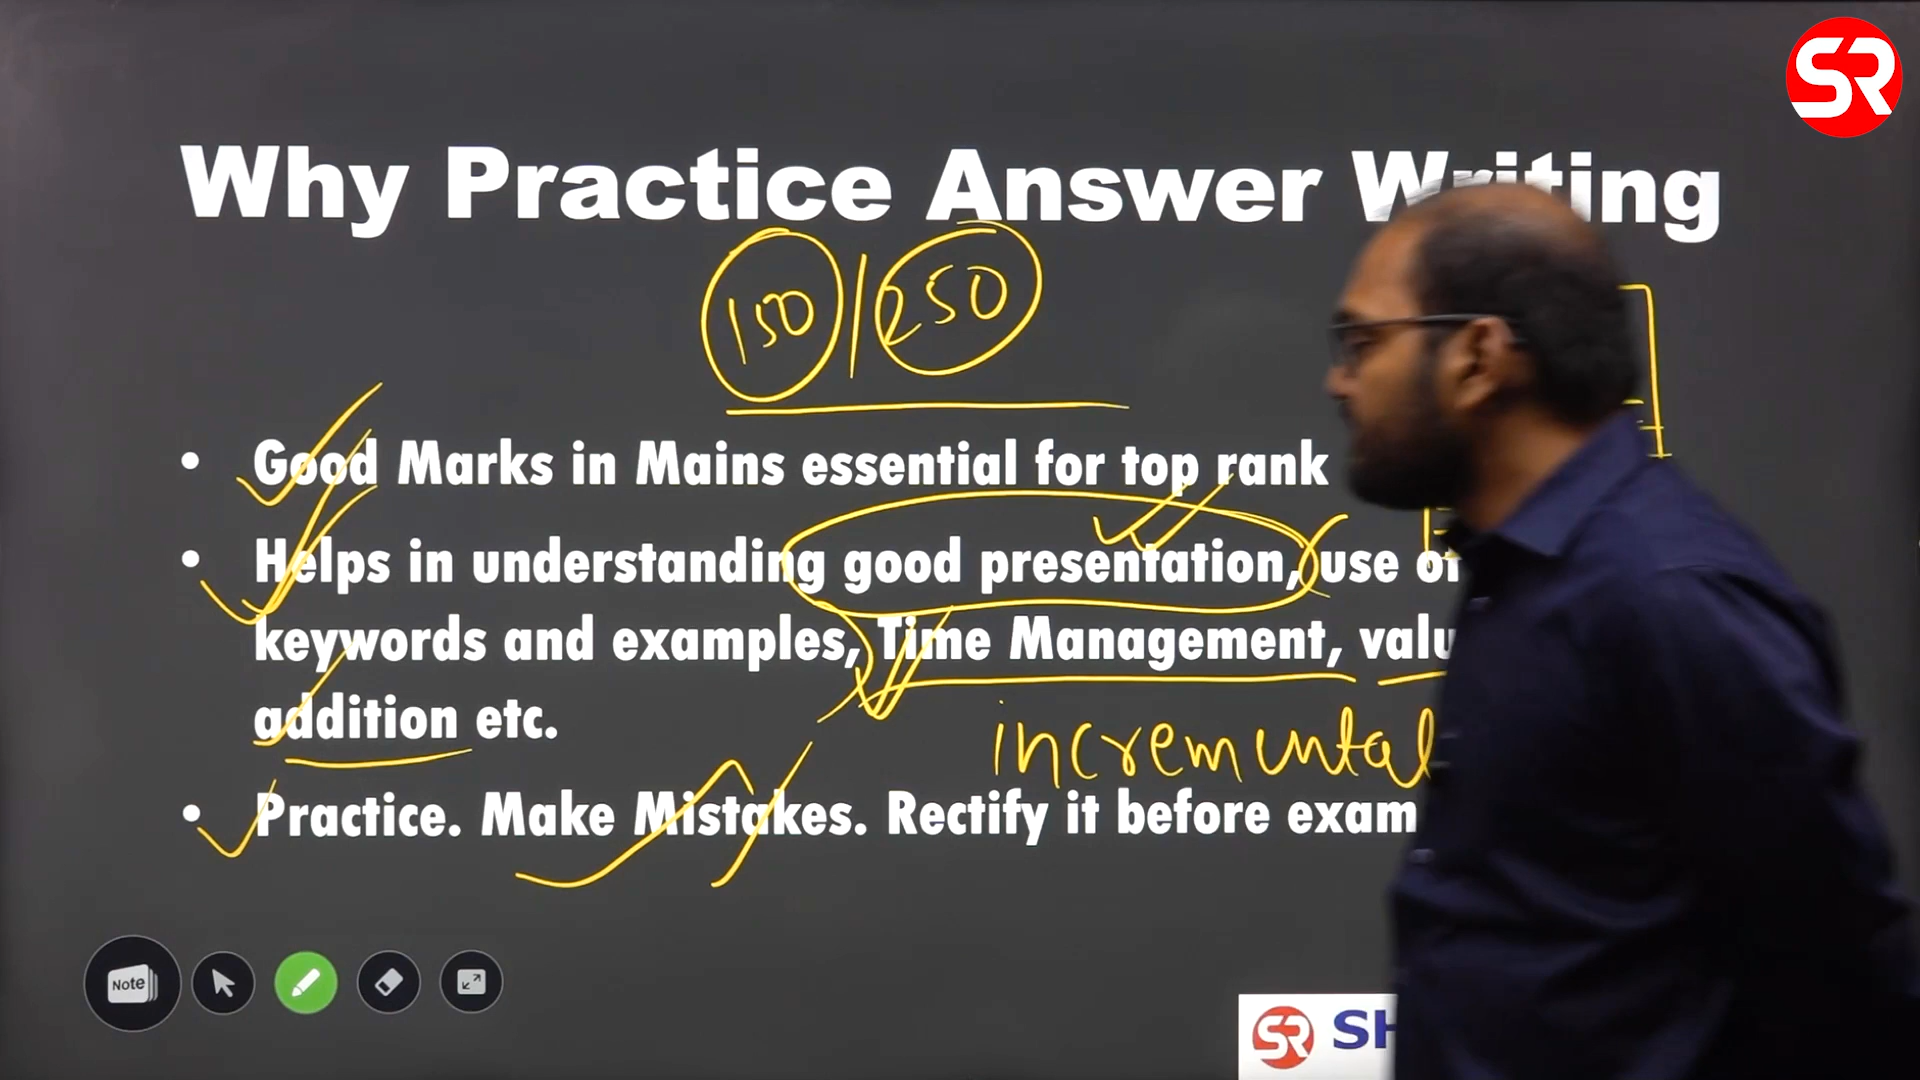 SR
Why Practice Answer Writing
150 / 250
• Good Marks in Mains essential for top rank
• Helps in understanding good presentation, use of
keywords and examples, Time Management, valu
addition etc.
incremental
• Practice. Make Mistakes. Rectify it before exam
Note
SR SH